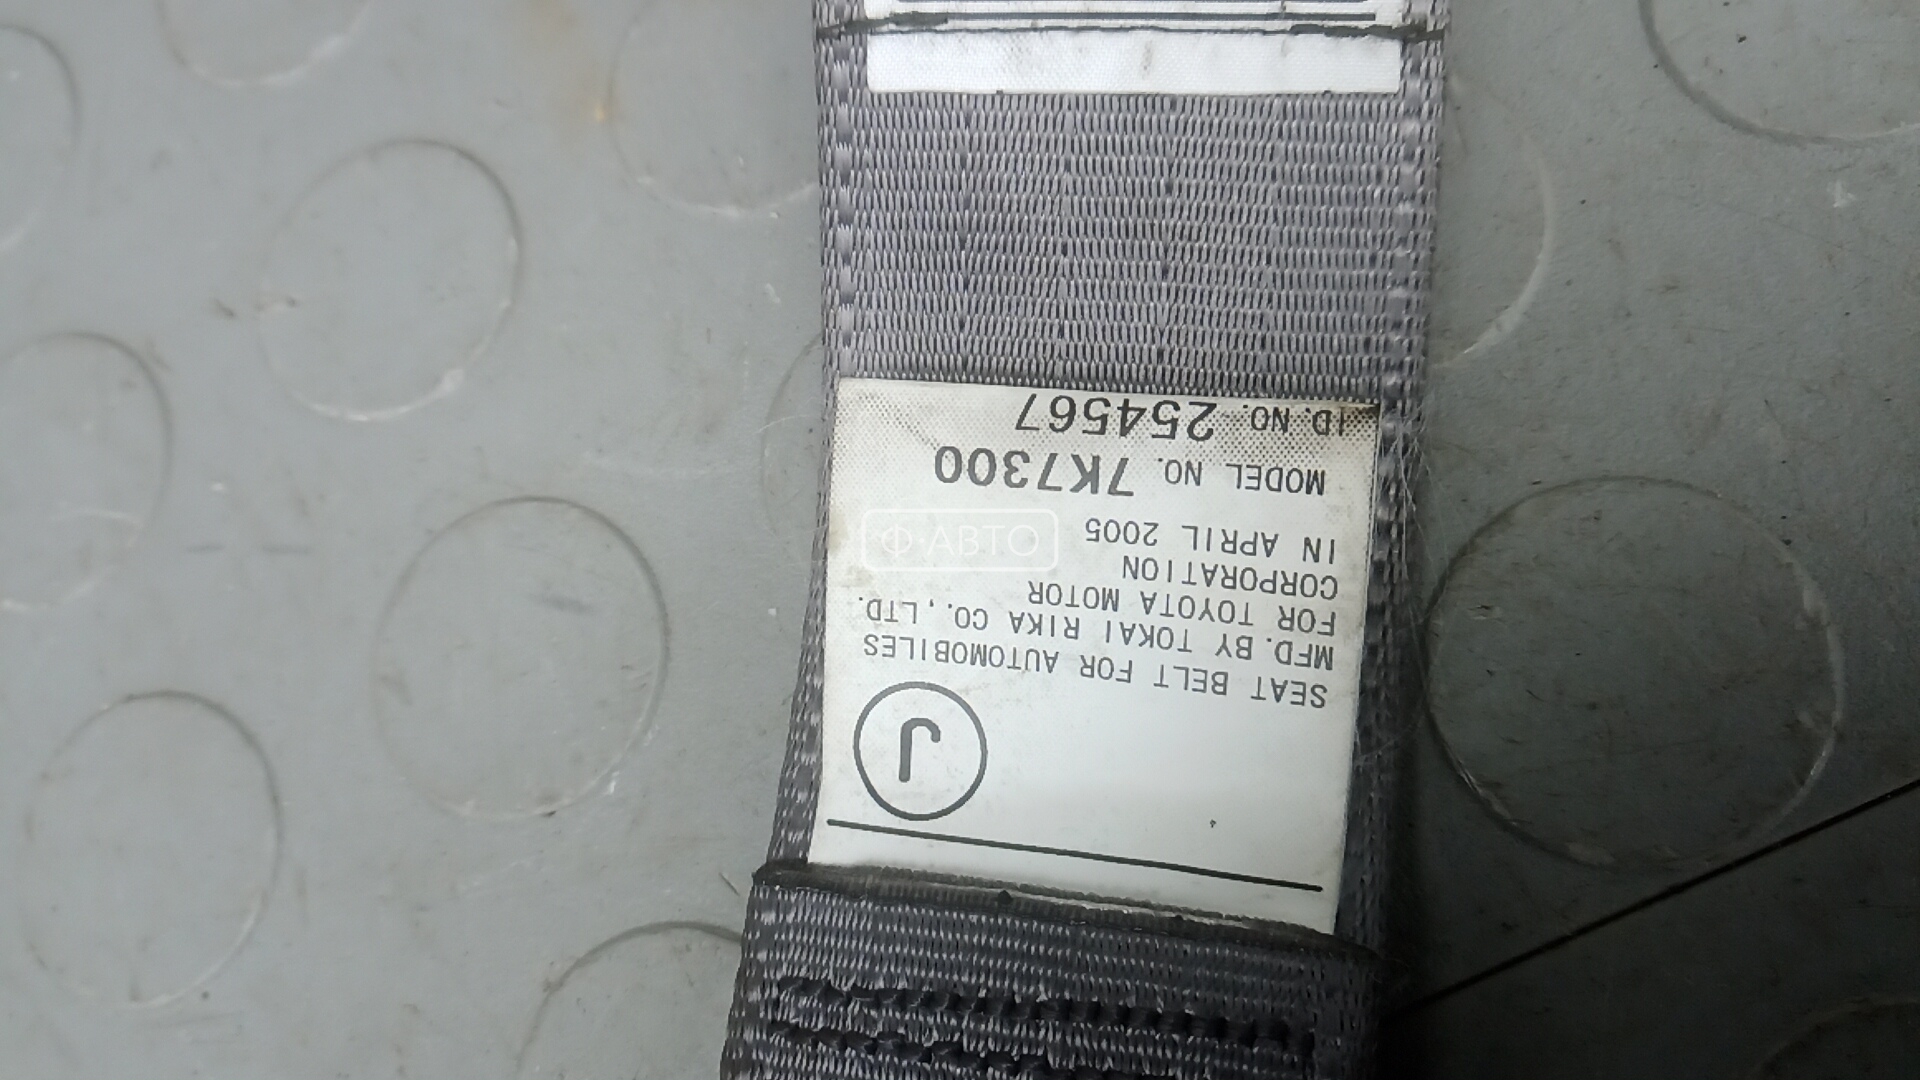 J
SEAT BELT FOR AUTOMOBILES
MFD. BY TOKAI RIKA CO., LTD.
FOR TOYOTA MOTOR
CORPORATION
IN APRIL 2005
MODEL NO. 7K7300
ID. NO. 254567
Ф·АВТО